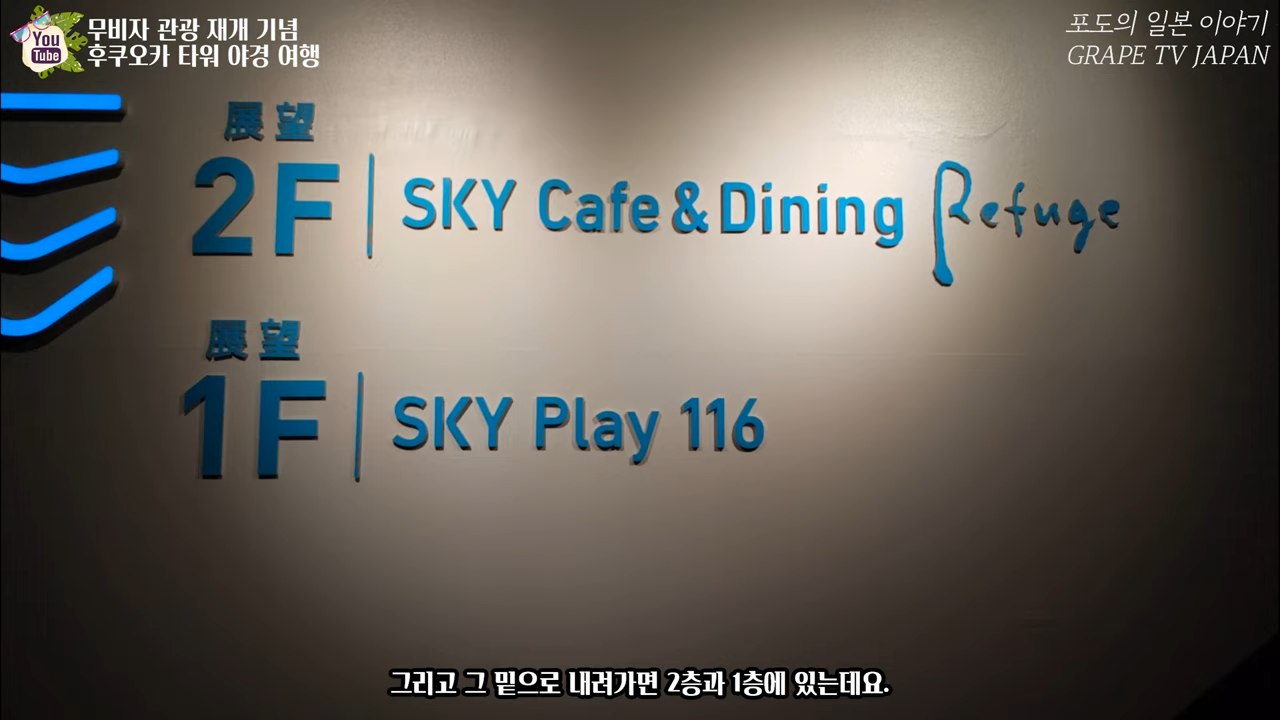 You
Tube
무비자 관광 재개 기념
후쿠오카 타워 야경 여행
포도의 일본 이야기
GRAPE TV JAPAN
展望
2F SKY Cafe & Dining Refuge
展望
1F SKY Play 116
그리고 그 밑으로 내려가면 2층과 1층에 있는데요.